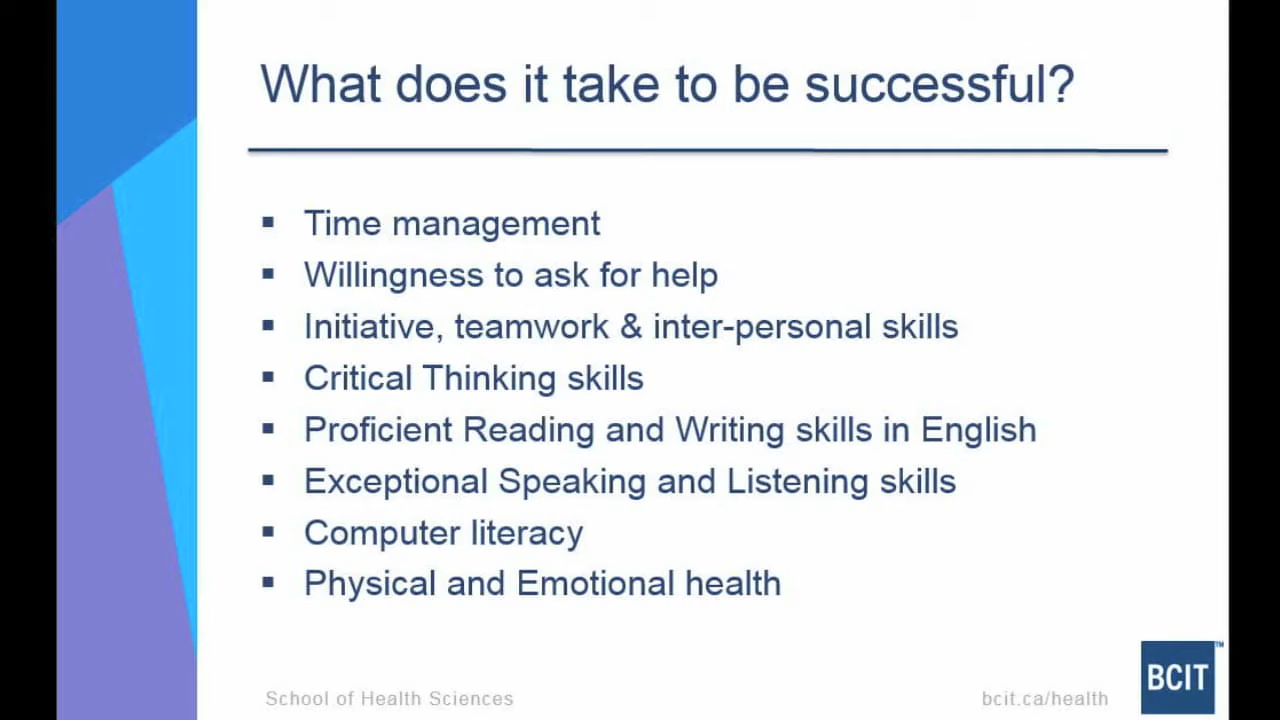 What does it take to be successful?
▪ Time management
▪ Willingness to ask for help
▪ Initiative, teamwork & inter-personal skills
▪ Critical Thinking skills
▪ Proficient Reading and Writing skills in English
▪ Exceptional Speaking and Listening skills
▪ Computer literacy
▪ Physical and Emotional health
School of Health Sciences
bcit.ca/health
BCIT™